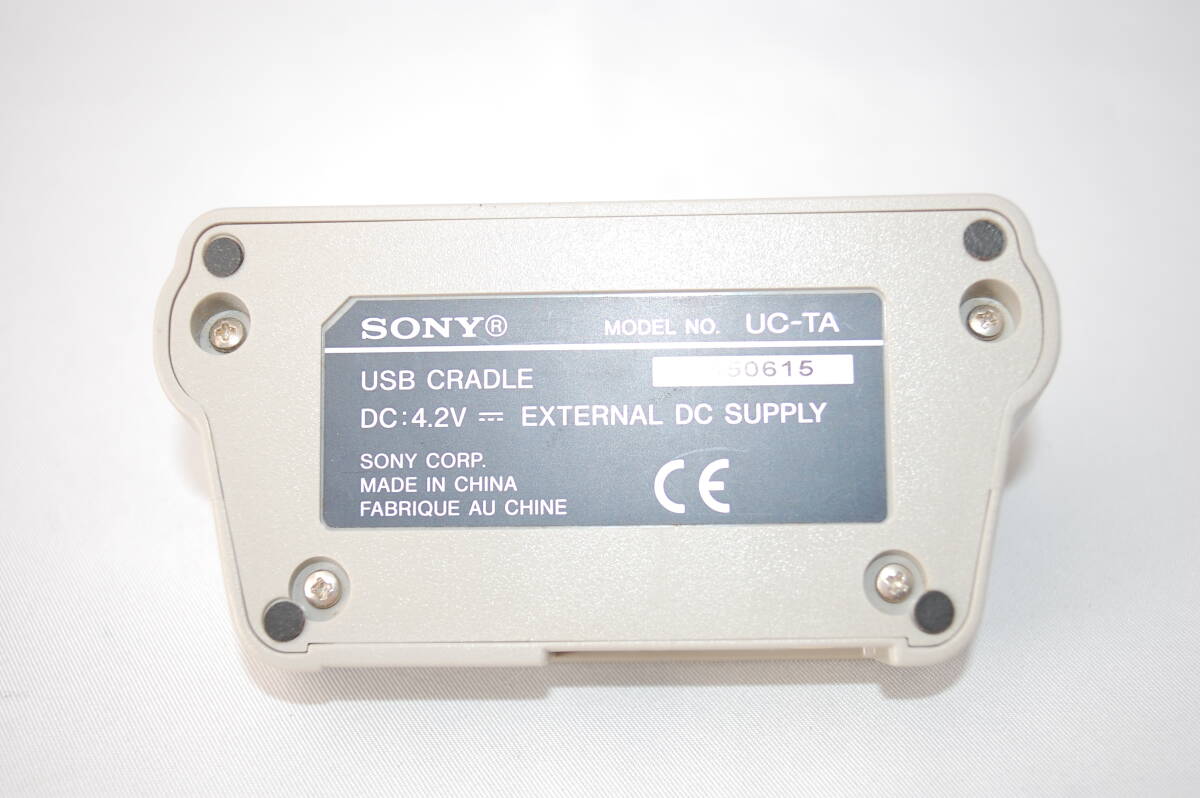 SONY®
MODEL NO. UC-TA
USB CRADLE
50615
DC:4.2V ⎓ EXTERNAL DC SUPPLY
SONY CORP.
MADE IN CHINA
FABRIQUE AU CHINE
CE